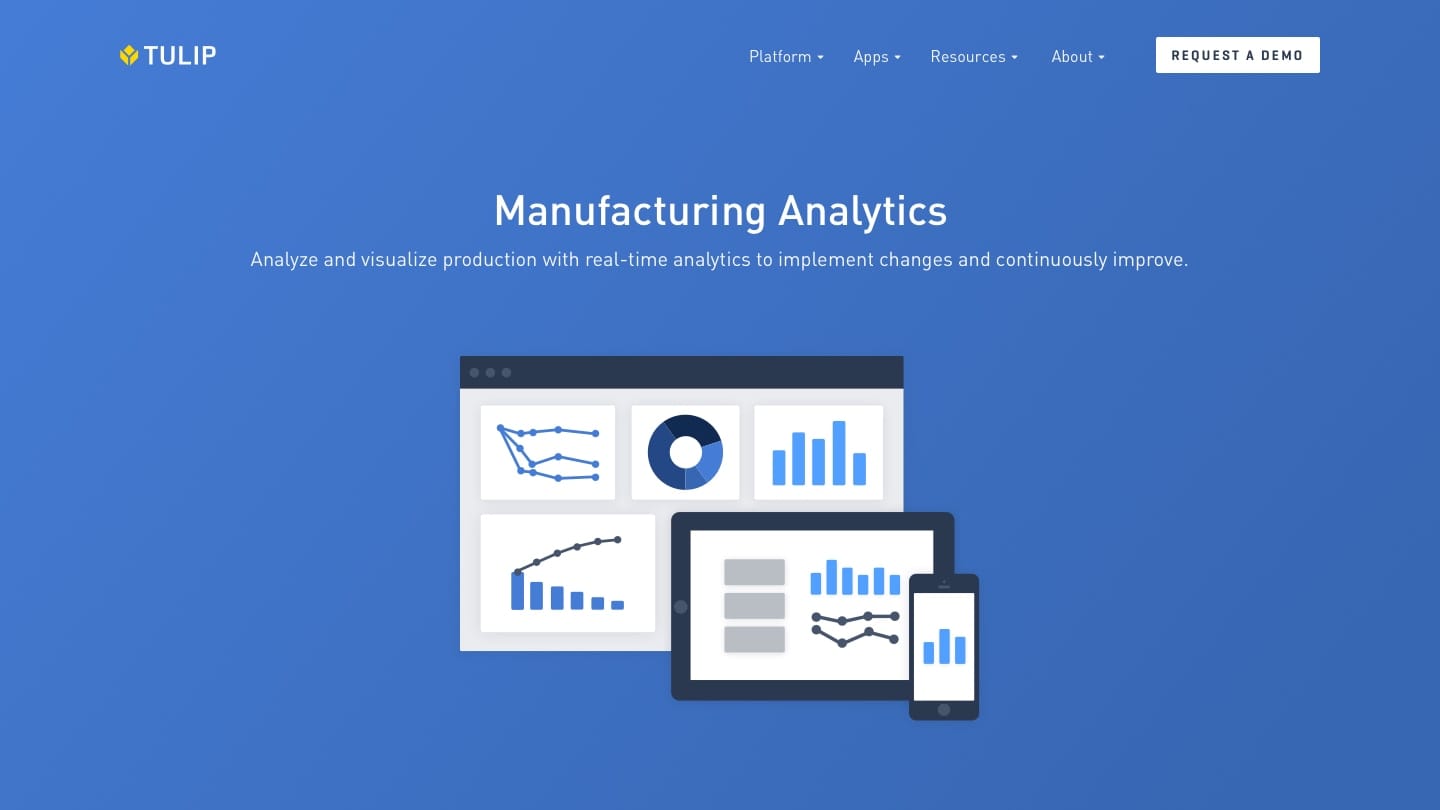 TULIP
Platform
Apps
Resources
About
REQUEST A DEMO
Manufacturing Analytics
Analyze and visualize production with real-time analytics to implement changes and continuously improve.